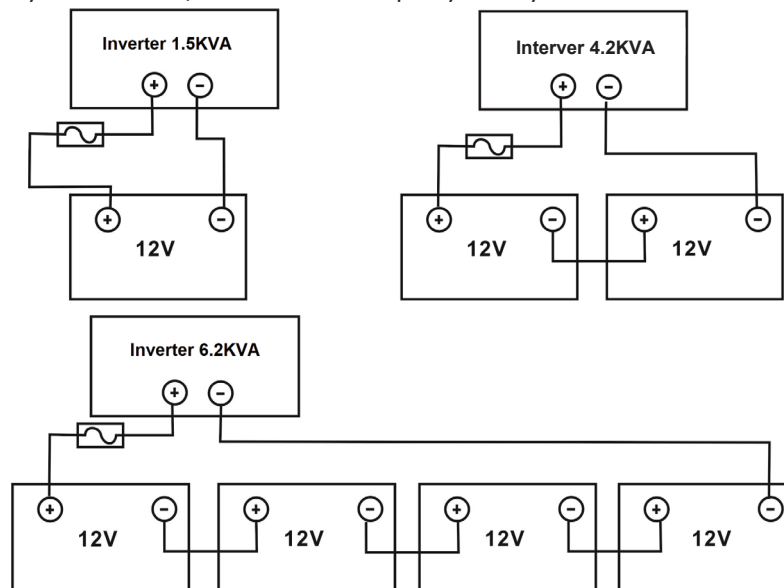 Inverter 1.5KVA
+ -
+ -
12V
Interver 4.2KVA
+ -
+ - + -
12V 12V
Inverter 6.2KVA
+ -
+ - + - + - + -
12V 12V 12V 12V